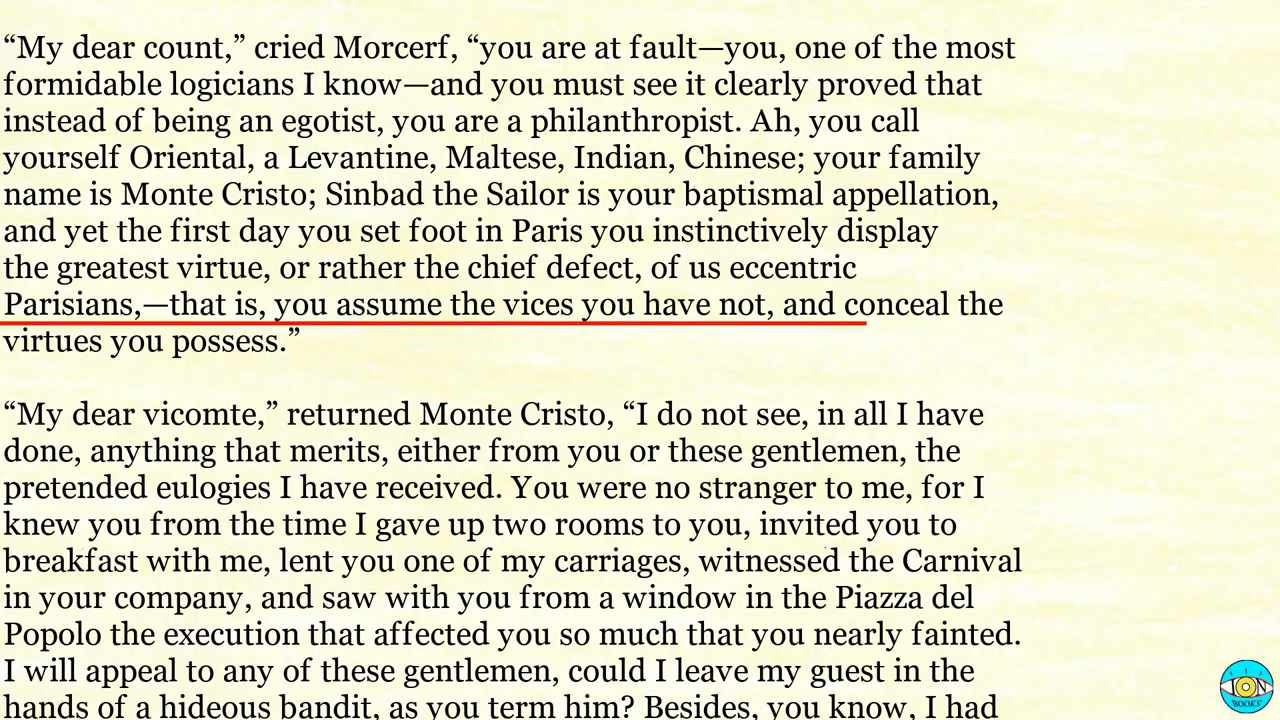 “My dear count,” cried Morcerf, “you are at fault—you, one of the most
formidable logicians I know—and you must see it clearly proved that
instead of being an egotist, you are a philanthropist. Ah, you call
yourself Oriental, a Levantine, Maltese, Indian, Chinese; your family
name is Monte Cristo; Sinbad the Sailor is your baptismal appellation,
and yet the first day you set foot in Paris you instinctively display
the greatest virtue, or rather the chief defect, of us eccentric
Parisians,—that is, you assume the vices you have not, and conceal the
virtues you possess.”
“My dear vicomte,” returned Monte Cristo, “I do not see, in all I have
done, anything that merits, either from you or these gentlemen, the
pretended eulogies I have received. You were no stranger to me, for I
knew you from the time I gave up two rooms to you, invited you to
breakfast with me, lent you one of my carriages, witnessed the Carnival
in your company, and saw with you from a window in the Piazza del
Popolo the execution that affected you so much that you nearly fainted.
I will appeal to any of these gentlemen, could I leave my guest in the
hands of a hideous bandit, as you term him? Besides, you know, I had
ION
BOOKS